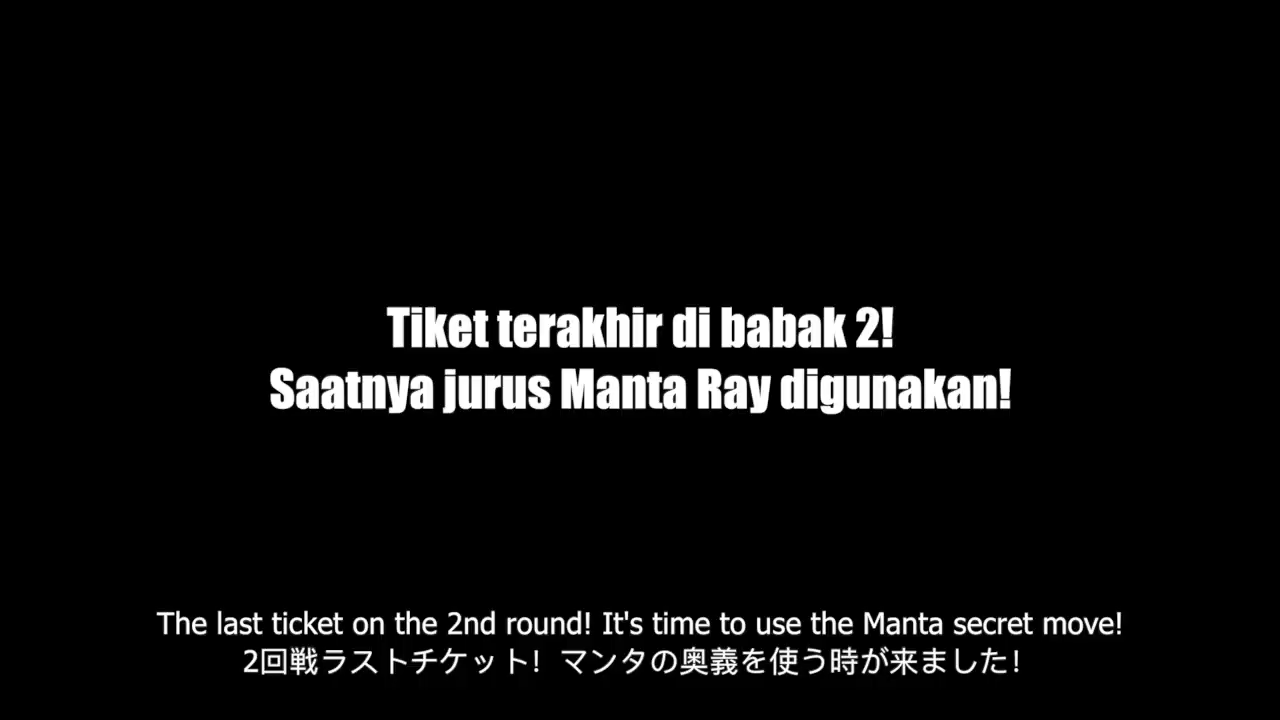 Tiket terakhir di babak 2!
Saatnya jurus Manta Ray digunakan!
The last ticket on the 2nd round! It's time to use the Manta secret move!
2回戦ラストチケット！マンタの奥義を使う時が来ました！